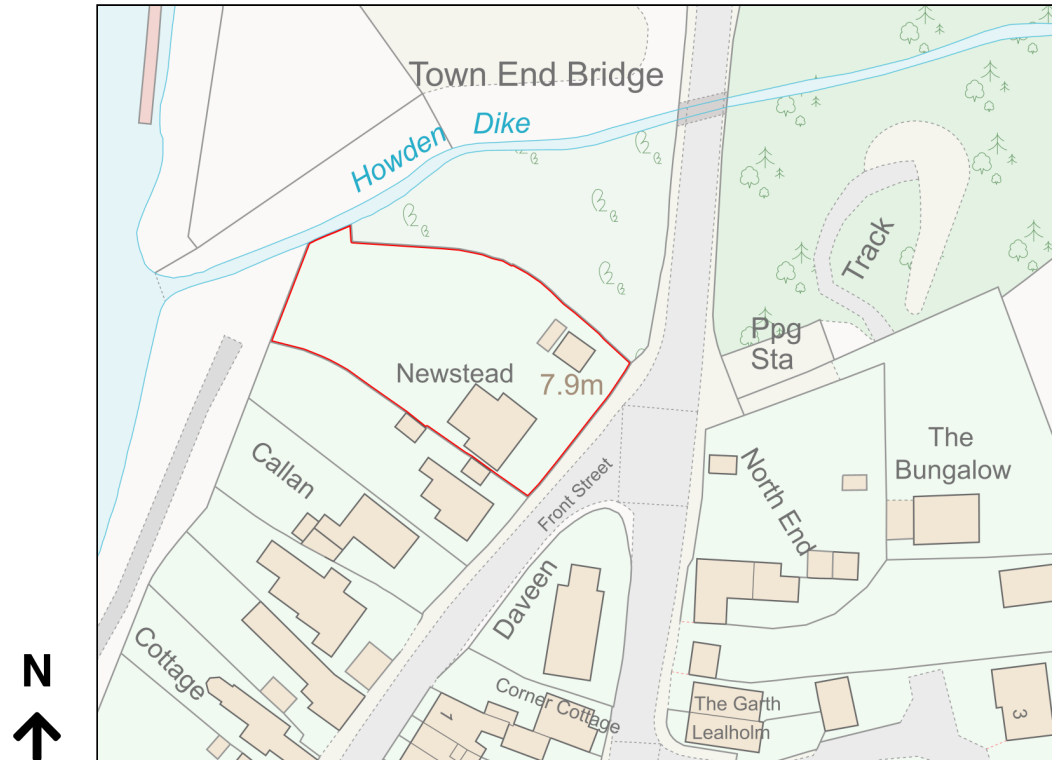 Town End Bridge
Howden Dike
Track
Ppg
Sta
Newstead
7.9m
The
Bungalow
Callan
North End
Front Street
Daveen
Cottage
N
Corner Cottage
The Garth
1
3
Lealholm